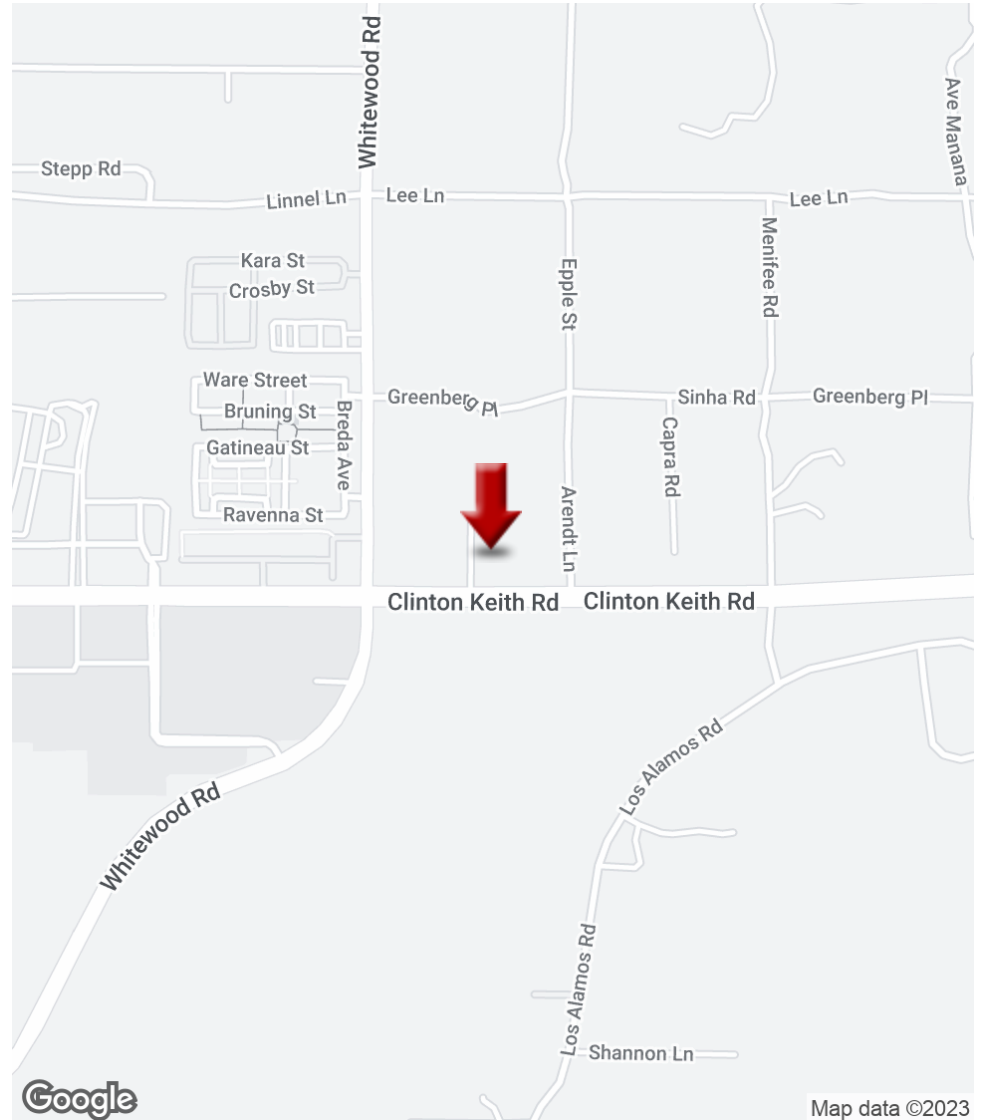 Whitewood Rd
Ave Manana
Stepp Rd
Linnel Ln
Lee Ln
Lee Ln
Menifee Rd
Kara St
Crosby St
Epple St
Ware Street
Greenberg Pl
Sinha Rd
Greenberg Pl
Bruning St
Breda Ave
Gatineau St
Capra Rd
Ravenna St
Arendt Ln
Clinton Keith Rd
Clinton Keith Rd
Los Alamos Rd
Whitewood Rd
Los Alamos Rd
Shannon Ln
Google
Map data ©2023